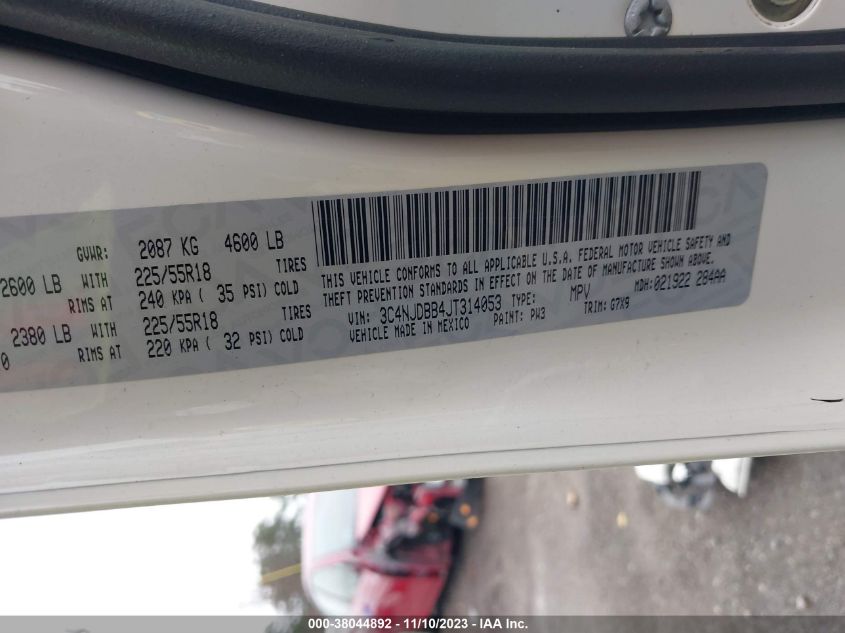 GVWR: 2087 KG 4600 LB
2600 LB WITH 225/55R18 TIRES
RIMS AT 240 KPA ( 35 PSI) COLD
2380 LB WITH 225/55R18 TIRES
0 RIMS AT 220 KPA ( 32 PSI) COLD
THIS VEHICLE CONFORMS TO ALL APPLICABLE U.S.A. FEDERAL MOTOR VEHICLE SAFETY AND
THEFT PREVENTION STANDARDS IN EFFECT ON THE DATE OF MANUFACTURE SHOWN ABOVE.
VIN: 3C4NJDBB4JT314053 TYPE: MPV MDH: 021922 284AA
VEHICLE MADE IN MEXICO PAINT: PW3 TRIM: G7X9
000-38044892 - 11/10/2023 - IAA Inc.